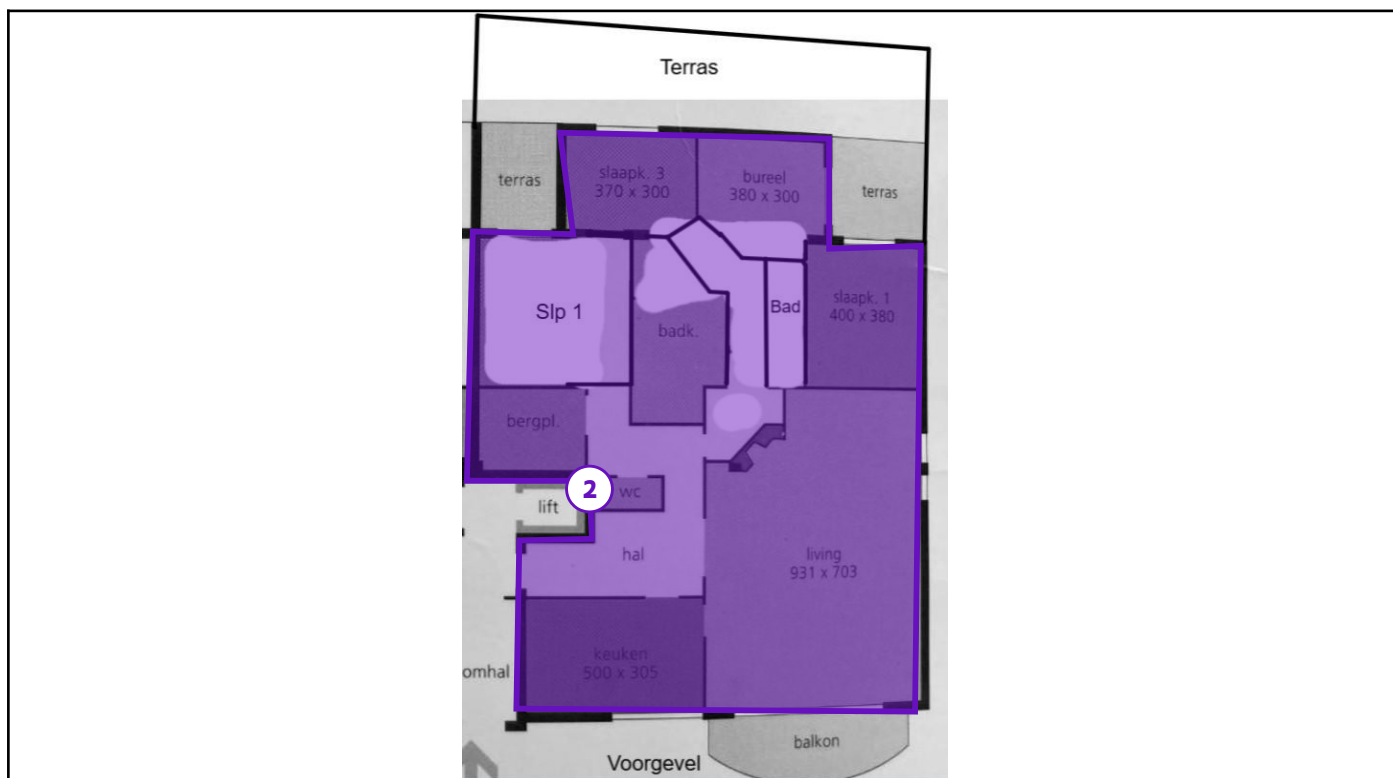 Terras
terras
slaapk. 3
370 x 300
bureel
380 x 300
terras
Slp 1
badk.
Bad
slaapk. 1
400 x 380
bergpl.
2
wc
lift
hal
living
931 x 703
keuken
500 x 305
omhal
balkon
Voorgevel